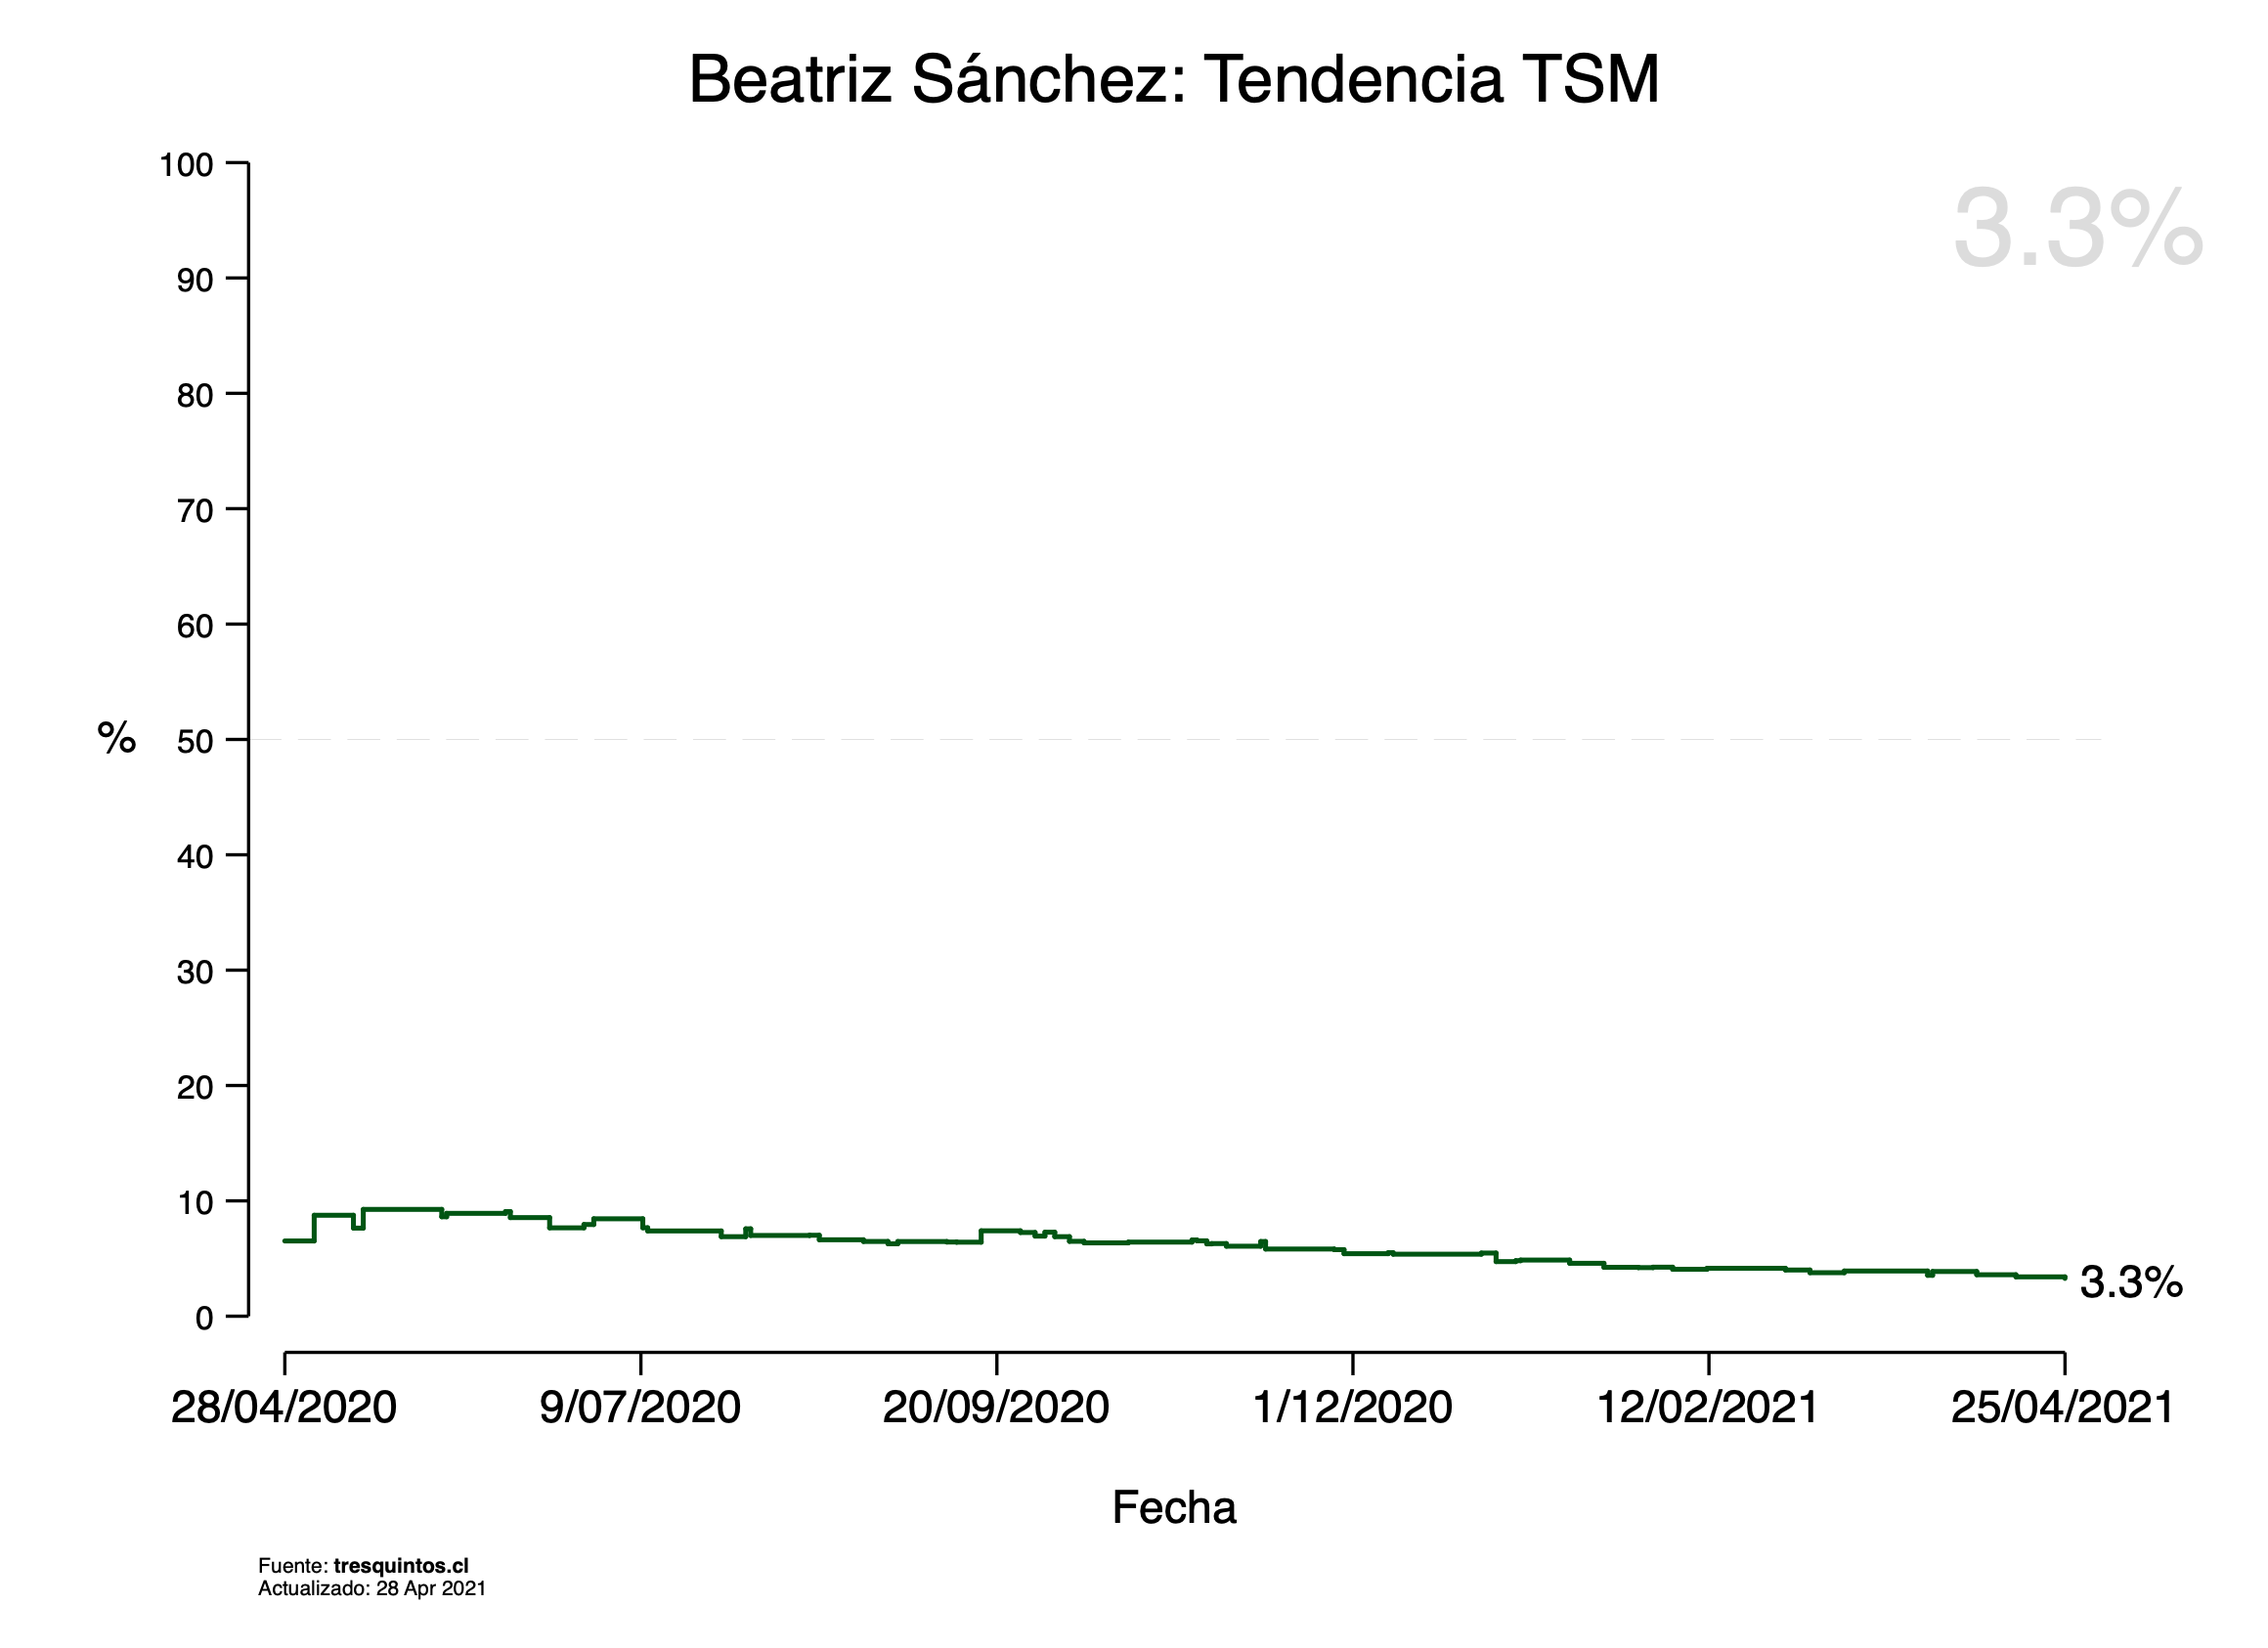 Beatriz Sánchez: Tendencia TSM
3.3%
100
90
80
70
60
% 50
40
30
20
10
0
3.3%
28/04/2020 9/07/2020 20/09/2020 1/12/2020 12/02/2021 25/04/2021
Fecha
Fuente: tresquintos.cl
Actualizado: 28 Apr 2021